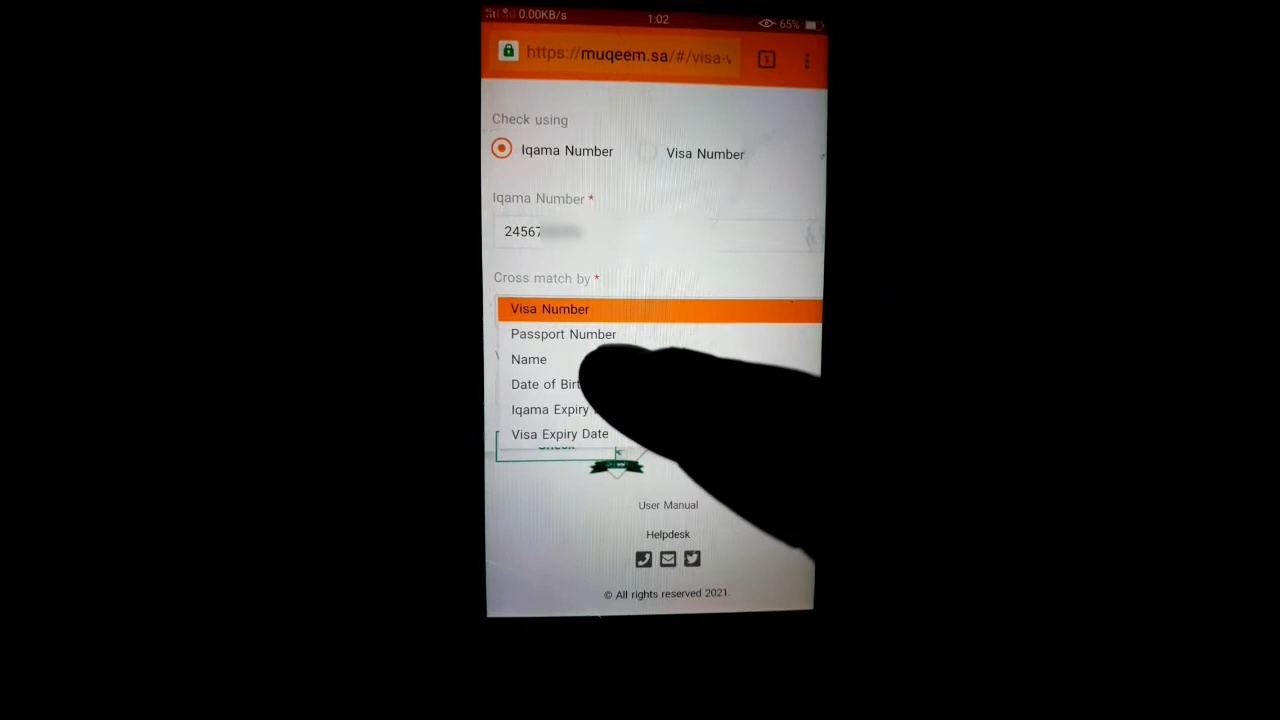 0.00KB/s 1:02 65%
https://muqeem.sa/#/visa-v
1
Check using
Iqama Number Visa Number
Iqama Number *
24567
Cross match by *
Visa Number
Passport Number
Name
Date of Birt
Iqama Expiry
Visa Expiry Date
Check
User Manual
Helpdesk
© All rights reserved 2021.